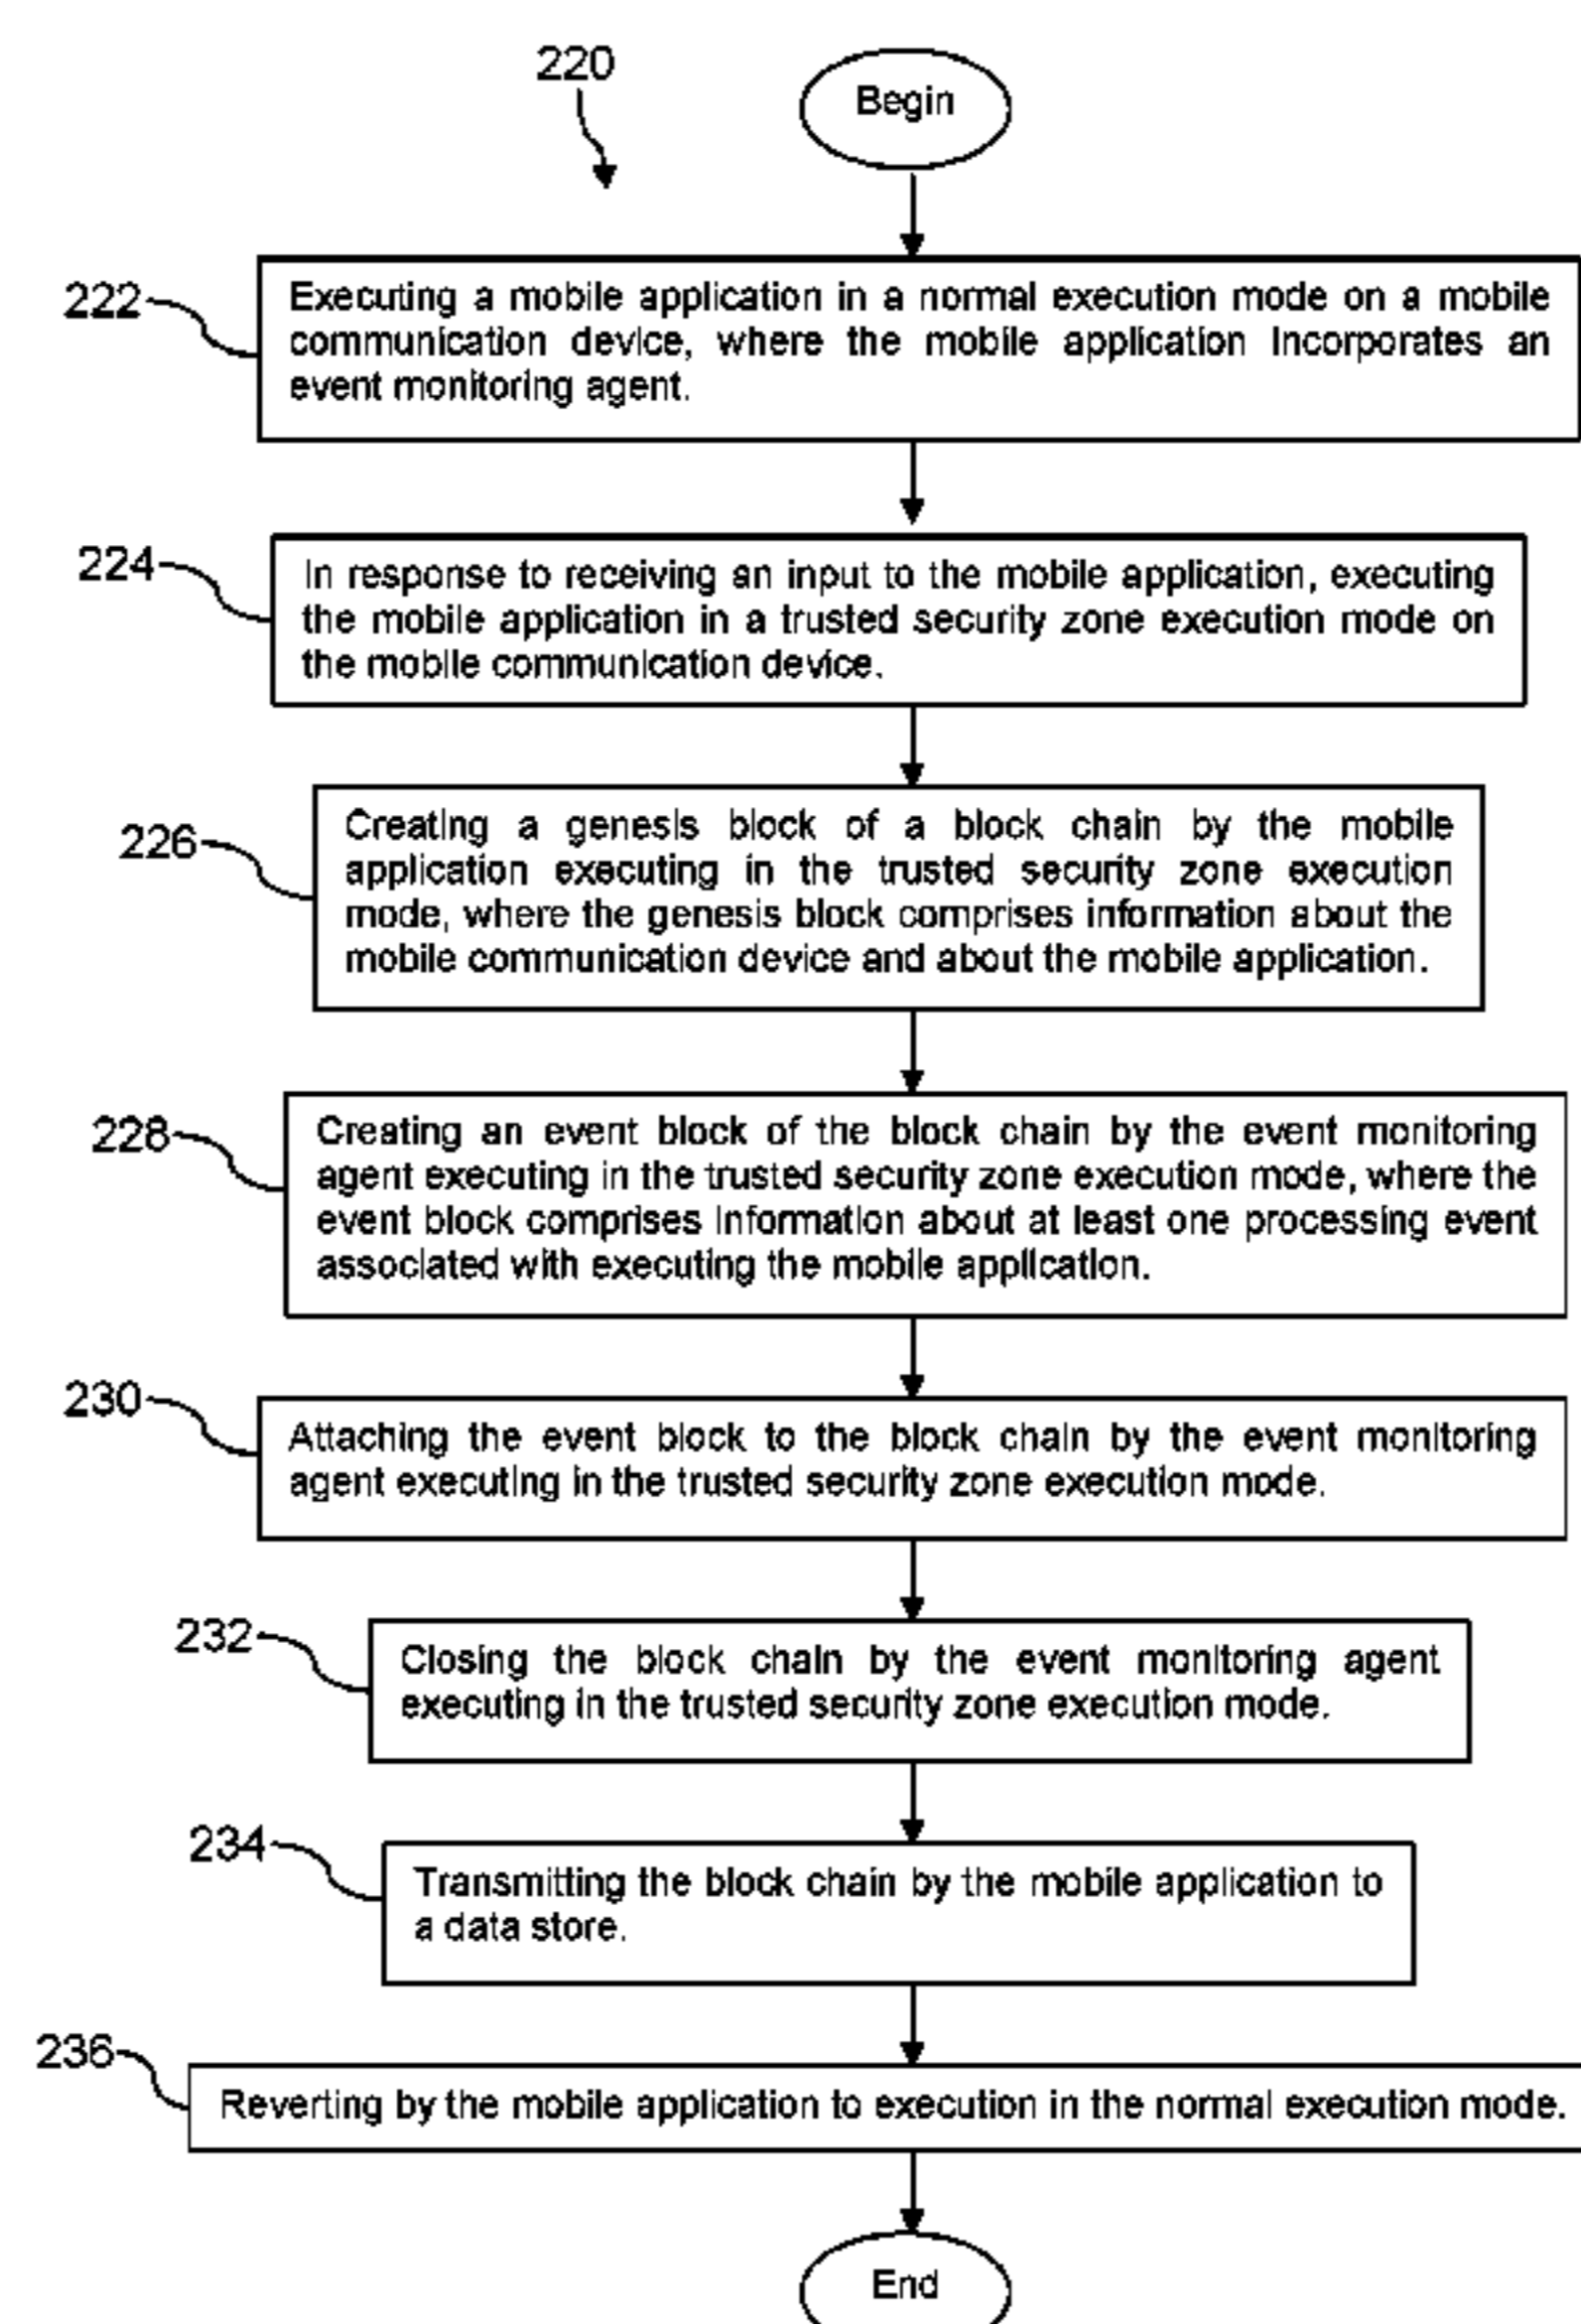 220
Begin
222
Executing a mobile application in a normal execution mode on a mobile
communication device, where the mobile application incorporates an
event monitoring agent.
224
In response to receiving an input to the mobile application, executing
the mobile application in a trusted security zone execution mode on
the mobile communication device.
226
Creating a genesis block of a block chain by the mobile
application executing in the trusted security zone execution
mode, where the genesis block comprises information about the
mobile communication device and about the mobile application.
228
Creating an event block of the block chain by the event monitoring
agent executing in the trusted security zone execution mode, where the
event block comprises information about at least one processing event
associated with executing the mobile application.
230
Attaching the event block to the block chain by the event monitoring
agent executing in the trusted security zone execution mode.
232
Closing the block chain by the event monitoring agent
executing in the trusted security zone execution mode.
234
Transmitting the block chain by the mobile application to
a data store.
236
Reverting by the mobile application to execution in the normal execution mode.
End